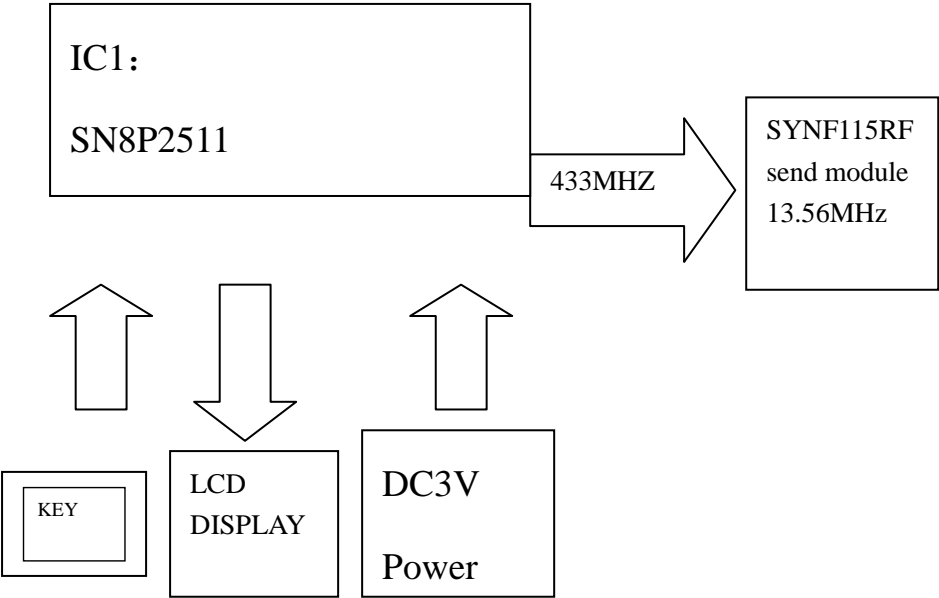 IC1：
SN8P2511
433MHZ
SYNF115RF
send module
13.56MHz
KEY
LCD
DISPLAY
DC3V
Power